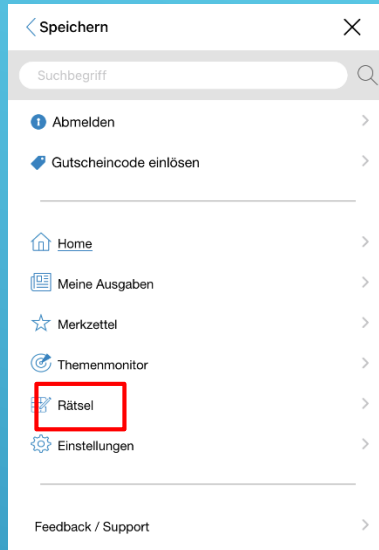 Speichern
Suchbegriff
Abmelden
Gutscheincode einlösen
Home
Meine Ausgaben
Merkzettel
Themenmonitor
Rätsel
Einstellungen
Feedback / Support